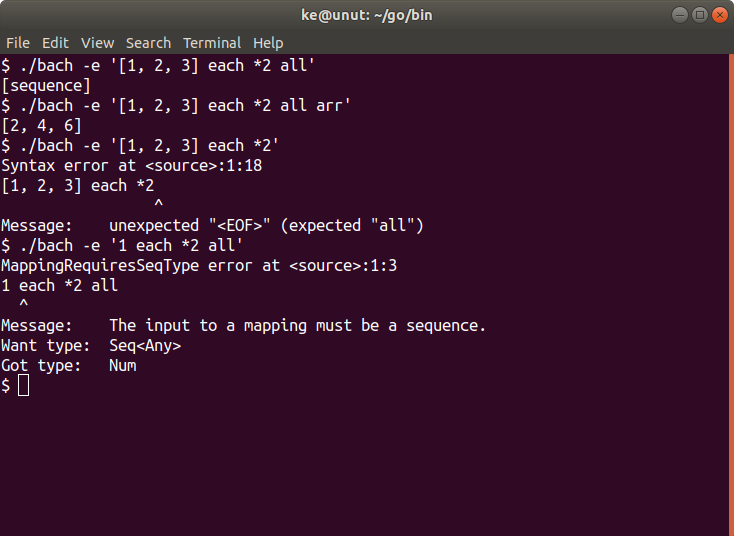 ke@unut: ~/go/bin
File Edit View Search Terminal Help
$ ./bach -e '[1, 2, 3] each *2 all'
[sequence]
$ ./bach -e '[1, 2, 3] each *2 all arr'
[2, 4, 6]
$ ./bach -e '[1, 2, 3] each *2'
Syntax error at <source>:1:18
[1, 2, 3] each *2
                 ^
Message:    unexpected "<EOF>" (expected "all")
$ ./bach -e '1 each *2 all'
MappingRequiresSeqType error at <source>:1:3
1 each *2 all
  ^
Message:    The input to a mapping must be a sequence.
Want type:  Seq<Any>
Got type:   Num
$